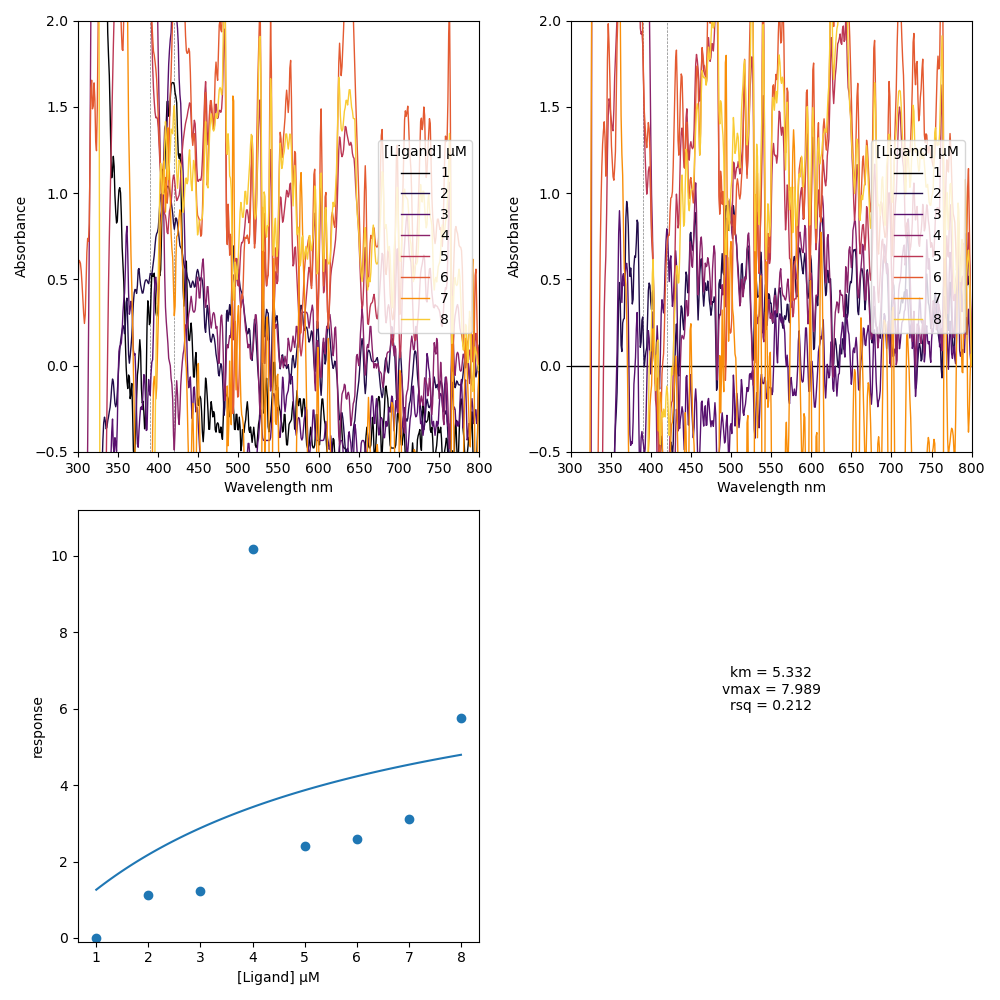 2.0
1.5
1.0
0.5
0.0
−0.5
Absorbance
300 350 400 450 500 550 600 650 700 750 800
Wavelength nm
[Ligand] μM
1
2
3
4
5
6
7
8
2.0
1.5
1.0
0.5
0.0
−0.5
Absorbance
300 350 400 450 500 550 600 650 700 750 800
Wavelength nm
[Ligand] μM
1
2
3
4
5
6
7
8
10
8
6
4
2
0
response
1 2 3 4 5 6 7 8
[Ligand] μM
km = 5.332
vmax = 7.989
rsq = 0.212